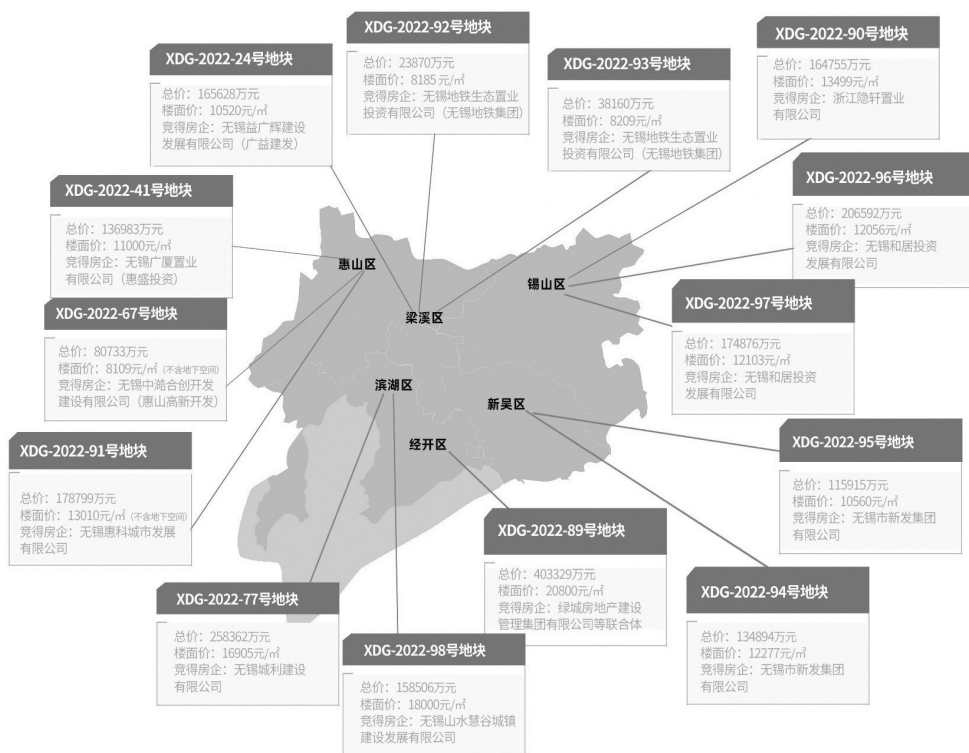 XDG-2022-92号地块
总价：23870万元
楼面价：8185元/㎡
竞得房企：无锡地铁生态置业
投资有限公司（无锡地铁集团）
XDG-2022-90号地块
总价：164755万元
楼面价：13499元/㎡
竞得房企：浙江隐轩置业
有限公司
XDG-2022-24号地块
总价：165628万元
楼面价：10520元/㎡
竞得房企：无锡益广辉建设
发展有限公司（广益建发）
XDG-2022-93号地块
总价：38160万元
楼面价：8209元/㎡
竞得房企：无锡地铁生态置业
投资有限公司（无锡地铁集团）
XDG-2022-41号地块
总价：136983万元
楼面价：11000元/㎡
竞得房企：无锡广厦置业
有限公司（惠盛投资）
XDG-2022-96号地块
总价：206592万元
楼面价：12056元/㎡
竞得房企：无锡和居投资
发展有限公司
惠山区
锡山区
梁溪区
滨湖区
新吴区
经开区
XDG-2022-67号地块
总价：80733万元
楼面价：8109元/㎡（不含地下空间）
竞得房企：无锡中澔合创开发
建设有限公司（惠山高新开发）
XDG-2022-97号地块
总价：174876万元
楼面价：12103元/㎡
竞得房企：无锡和居投资
发展有限公司
XDG-2022-91号地块
总价：178799万元
楼面价：13010元/㎡（不含地下空间）
竞得房企：无锡惠科城市发展
有限公司
XDG-2022-95号地块
总价：115915万元
楼面价：10560元/㎡
竞得房企：无锡市新发集团
有限公司
XDG-2022-89号地块
总价：403329万元
楼面价：20800元/㎡
竞得房企：绿城房地产建设
管理集团有限公司等联合体
XDG-2022-94号地块
总价：134894万元
楼面价：12277元/㎡
竞得房企：无锡市新发集团
有限公司
XDG-2022-77号地块
总价：258362万元
楼面价：16905元/㎡
竞得房企：无锡城利建设
有限公司
XDG-2022-98号地块
总价：158506万元
楼面价：18000元/㎡
竞得房企：无锡山水慧谷城镇
建设发展有限公司